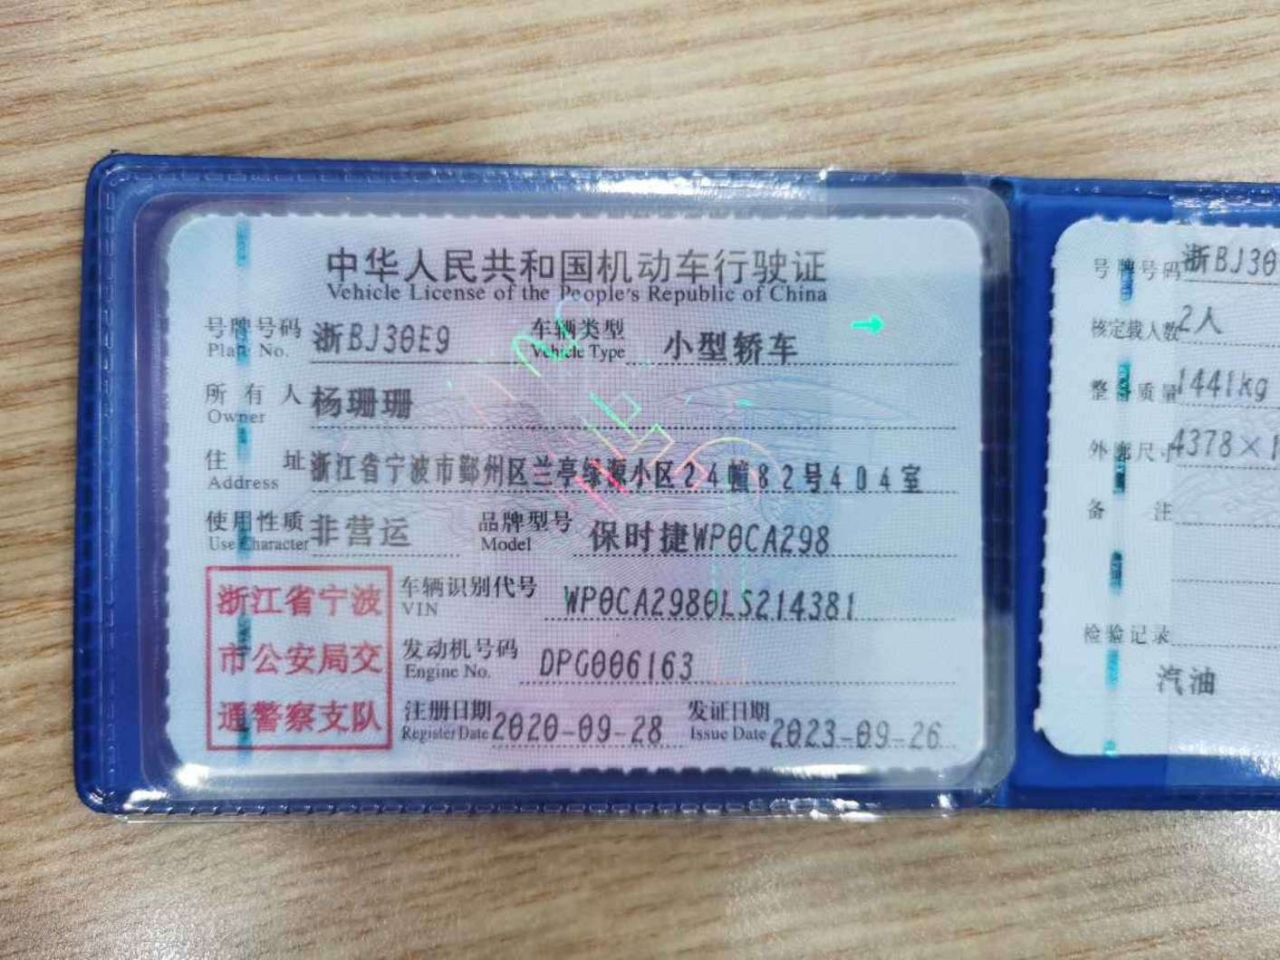 中华人民共和国机动车行驶证
Vehicle License of the People's Republic of China
号牌号码 浙BJ30E9 车辆类型 小型轿车
Plate No. Vehicle Type
所有人 杨珊珊
Owner
住址 浙江省宁波市鄞州区兰亭绿源小区24幢82号404室
Address
使用性质 非营运 品牌型号 保时捷WP0CA298
Use Character Model
浙江省宁波
市公安局交
通警察支队
车辆识别代号 WP0CA2980LS214381
VIN
发动机号码 DPG006163
Engine No.
注册日期 2020-09-28 发证日期 2023-09-26
Register Date Issue Date
号牌号码 浙BJ30
核定载人数 2人
整备质量 1441kg
外廓尺寸 4378×1
备注
检验记录
汽油